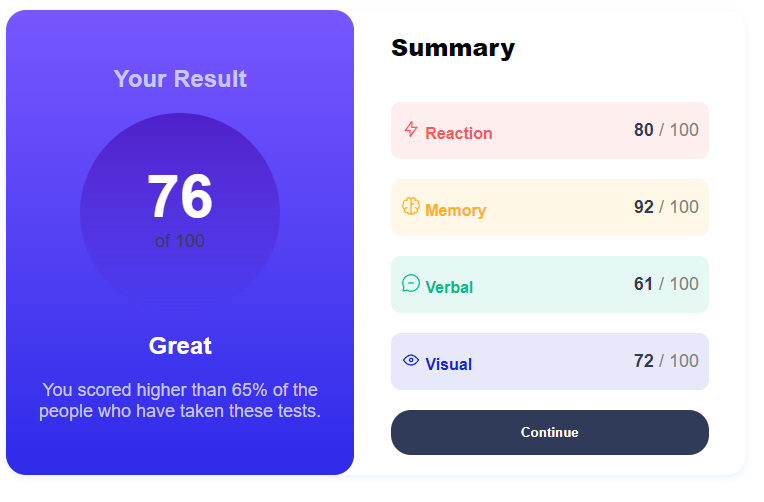 Your Result
76
of 100
Great
You scored higher than 65% of the
people who have taken these tests.
Summary
Reaction 80 / 100
Memory 92 / 100
Verbal 61 / 100
Visual 72 / 100
Continue